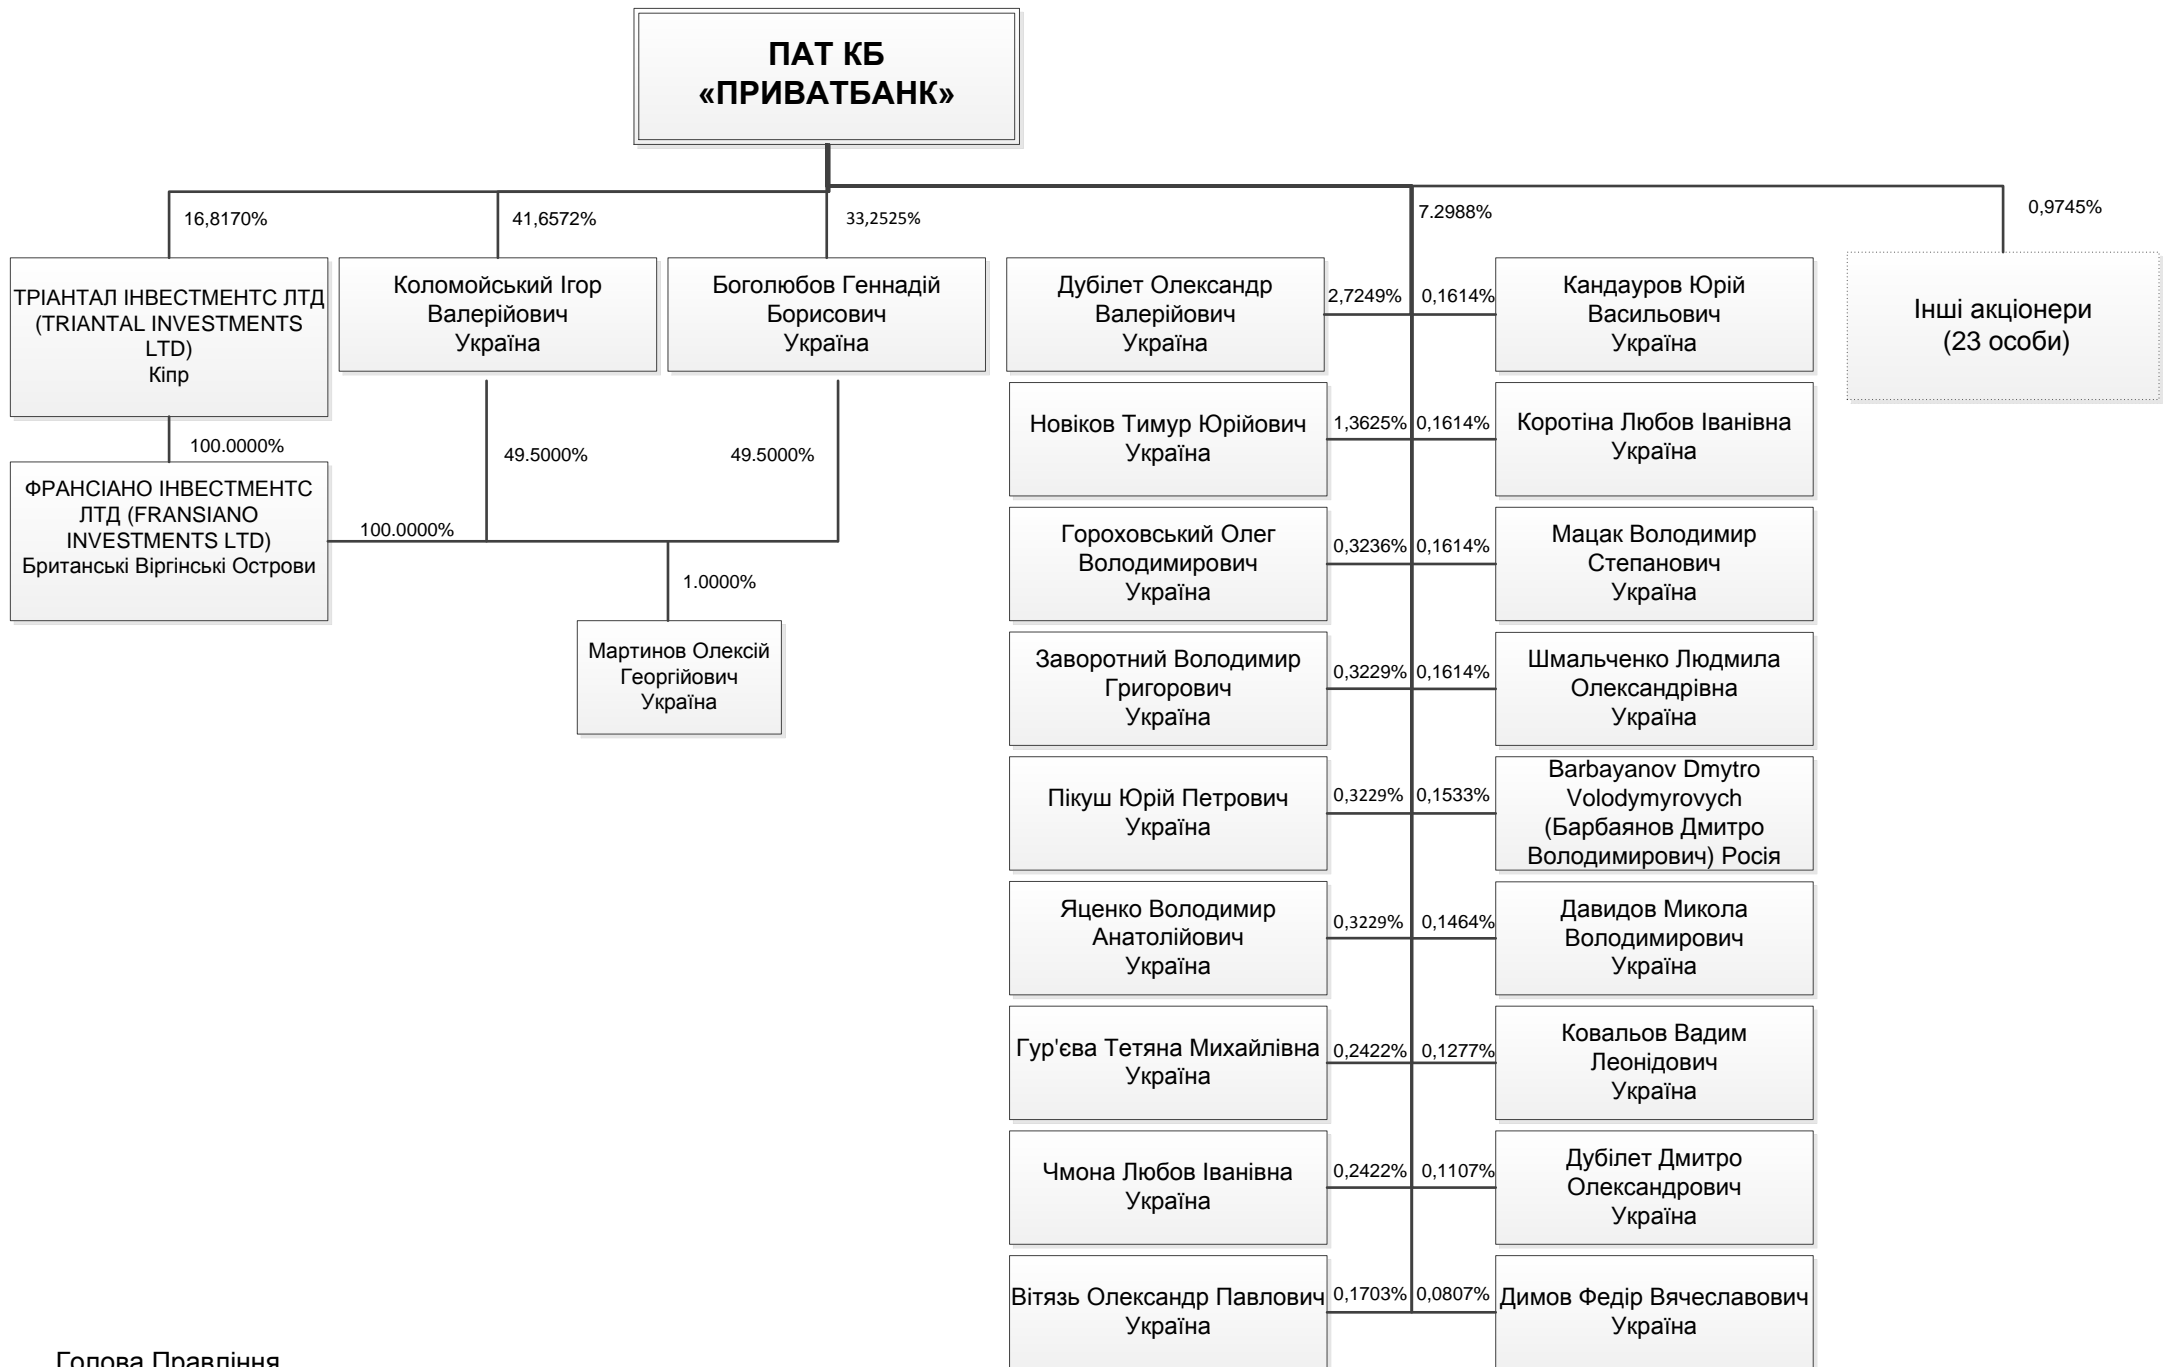 ПАТ КБ
«ПРИВАТБАНК»
16,8170%
41,6572%
33,2525%
7.2988%
0,9745%
ТРІАНТАЛ ІНВЕСТМЕНТС ЛТД
(TRIANTAL INVESTMENTS
LTD)
Кіпр
Коломойський Ігор
Валерійович
Україна
Боголюбов Геннадій
Борисович
Україна
100.0000%
49.5000%
49.5000%
ФРАНСІАНО ІНВЕСТМЕНТС
ЛТД (FRANSIANO
INVESTMENTS LTD)
Британські Віргінські Острови
100.0000%
1.0000%
Мартинов Олексій
Георгійович
Україна
Дубілет Олександр
Валерійович
Україна
2,7249%
0,1614%
Кандауров Юрій
Васильович
Україна
Інші акціонери
(23 особи)
Новіков Тимур Юрійович
Україна
1,3625%
0,1614%
Коротіна Любов Іванівна
Україна
Гороховський Олег
Володимирович
Україна
0,3236%
0,1614%
Мацак Володимир
Степанович
Україна
Заворотний Володимир
Григорович
Україна
0,3229%
0,1614%
Шмальченко Людмила
Олександрівна
Україна
Пікуш Юрій Петрович
Україна
0,3229%
0,1533%
Barbayanov Dmytro
Volodymyrovych
(Барбаянов Дмитро
Володимирович) Росія
Яценко Володимир
Анатолійович
Україна
0,3229%
0,1464%
Давидов Микола
Володимирович
Україна
Гур'єва Тетяна Михайлівна
Україна
0,2422%
0,1277%
Ковальов Вадим
Леонідович
Україна
Чмона Любов Іванівна
Україна
0,2422%
0,1107%
Дубілет Дмитро
Олександрович
Україна
Вітязь Олександр Павлович
Україна
0,1703%
0,0807%
Димов Федір Вячеславович
Україна
Голова Правління